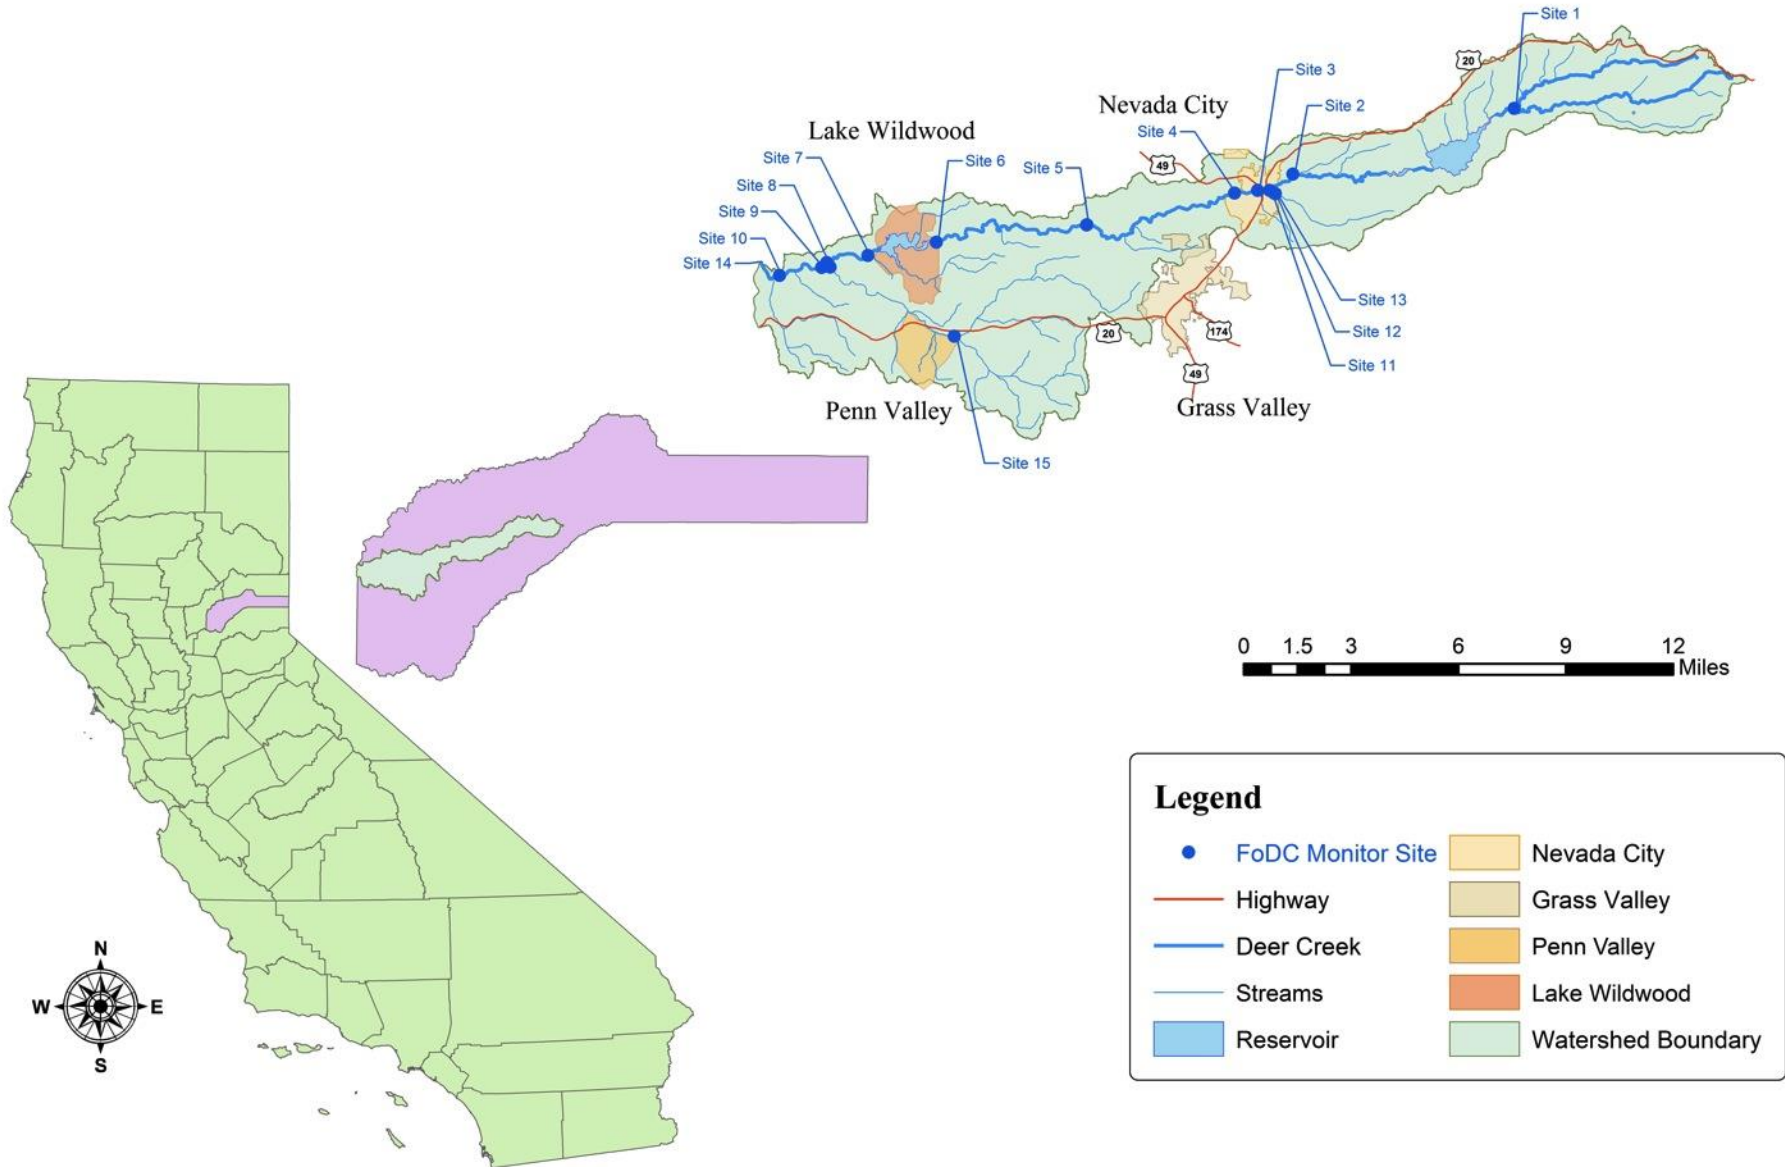 Site 1
20
Site 3
Nevada City
Site 2
Lake Wildwood
Site 4
Site 7
Site 6
49
Site 5
Site 8
Site 9
Site 10
Site 14
Site 13
20
174
Site 12
Site 11
49
Penn Valley
Grass Valley
Site 15
0 1.5 3 6 9 12
Miles
Legend
FoDC Monitor Site
Highway
Deer Creek
Streams
Reservoir
Nevada City
Grass Valley
Penn Valley
Lake Wildwood
Watershed Boundary
N
W E
S